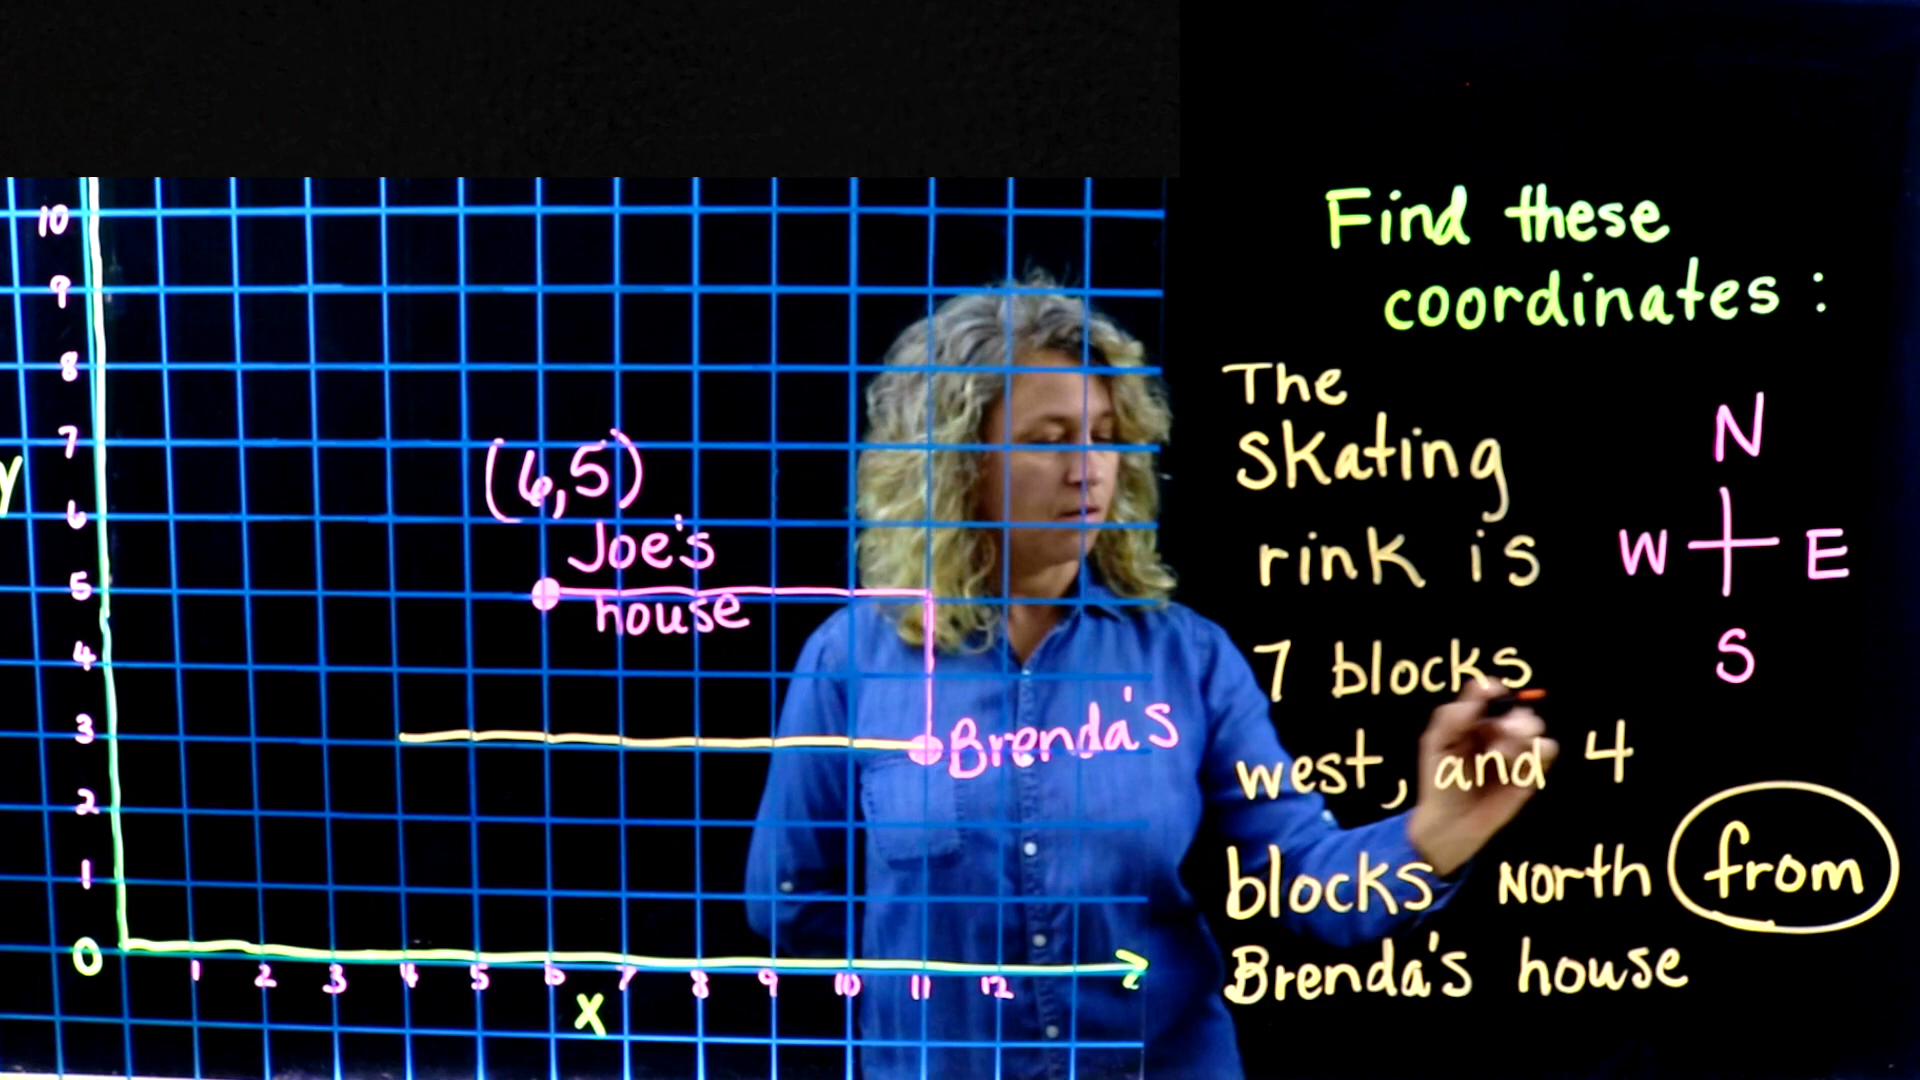 Find these
coordinates :
The
skating
rink is
7 blocks
west, and 4
blocks North from
Brenda's house
N
W E
S
10
9
8
7
(6,5)
y
6
Joe's
5
house
4
3
Brenda's
2
1
0
1 2 3 4 5 6 7 8 9 10 11 12
x